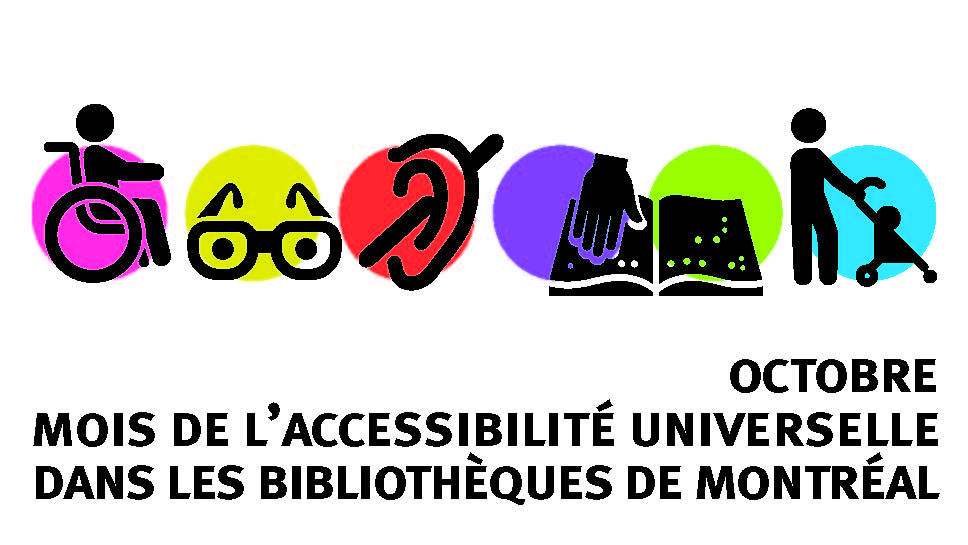 OCTOBRE
MOIS DE L'ACCESSIBILITÉ UNIVERSELLE
DANS LES BIBLIOTHÈQUES DE MONTRÉAL